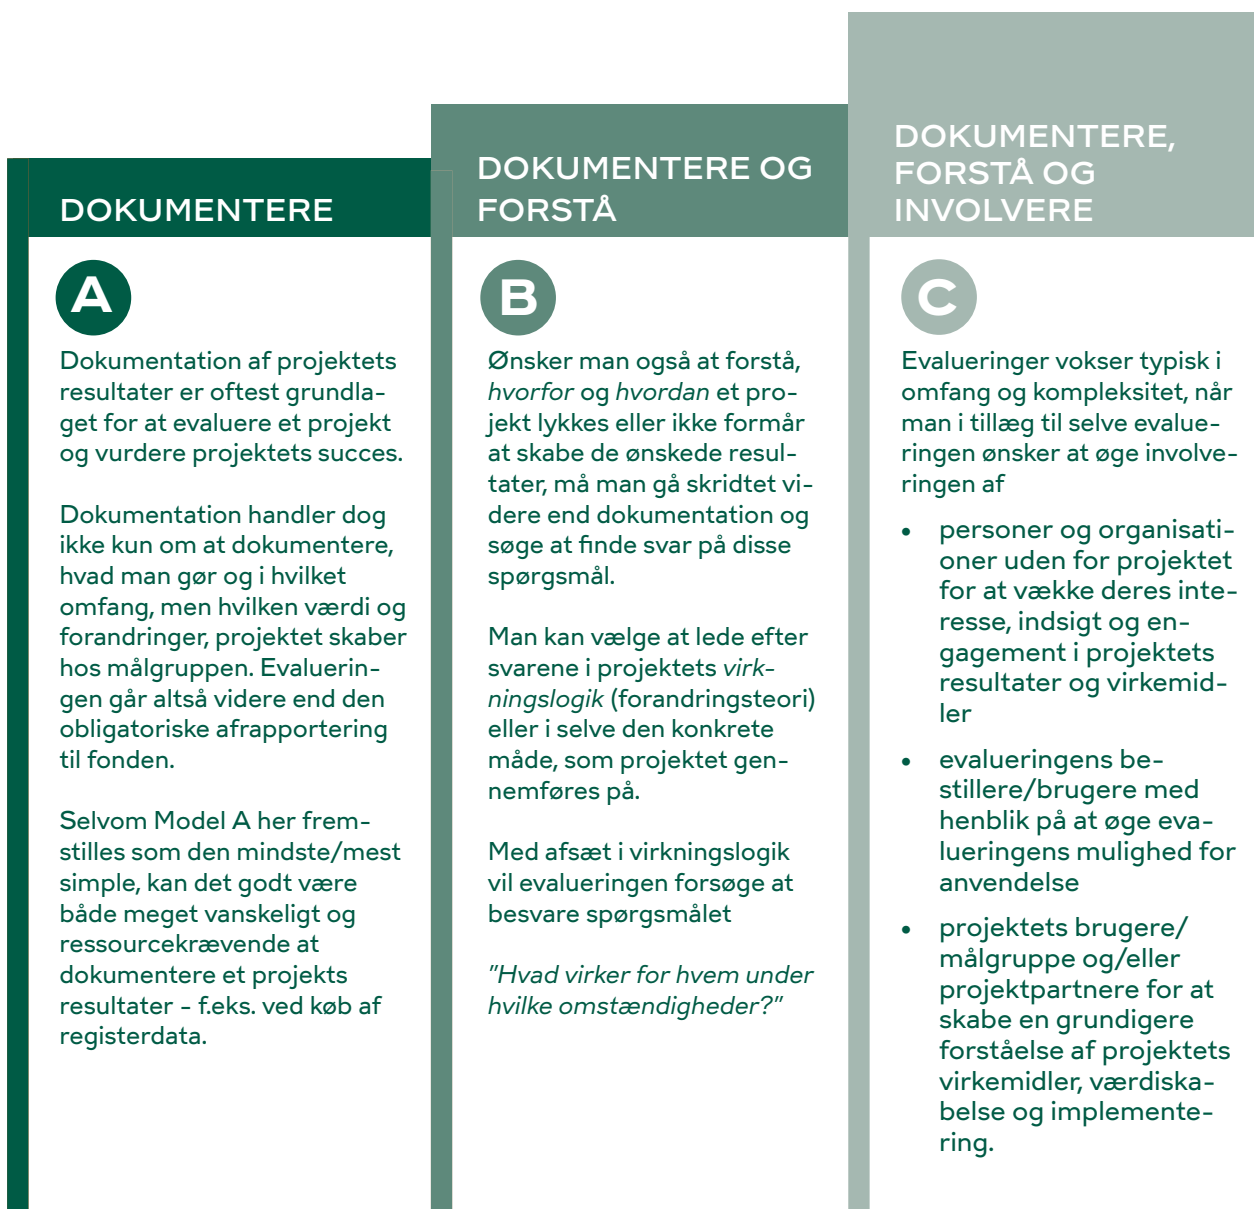 DOKUMENTERE
A
Dokumentation af projektets
resultater er oftest grundla-
get for at evaluere et projekt
og vurdere projektets succes.
Dokumentation handler dog
ikke kun om at dokumentere,
hvad man gør og i hvilket
omfang, men hvilken værdi og
forandringer, projektet skaber
hos målgruppen. Evaluerin-
gen går altså videre end den
obligatoriske afrapportering
til fonden.
Selvom Model A her frem-
stilles som den mindste/mest
simple, kan det godt være
både meget vanskeligt og
ressourcekrævende at
dokumentere et projekts
resultater - f.eks. ved køb af
registerdata.
DOKUMENTERE OG
FORSTÅ
B
Ønsker man også at forstå,
hvorfor og hvordan et pro-
jekt lykkes eller ikke formår
at skabe de ønskede resul-
tater, må man gå skridtet vi-
dere end dokumentation og
søge at finde svar på disse
spørgsmål.
Man kan vælge at lede efter
svarene i projektets virk-
ningslogik (forandringsteori)
eller i selve den konkrete
måde, som projektet gen-
nemføres på.
Med afsæt i virkningslogik
vil evalueringen forsøge at
besvare spørgsmålet
"Hvad virker for hvem under
hvilke omstændigheder?"
DOKUMENTERE,
FORSTÅ OG
INVOLVERE
C
Evalueringer vokser typisk i
omfang og kompleksitet, når
man i tillæg til selve evalue-
ringen ønsker at øge involve-
ringen af
• personer og organisati-
oner uden for projektet
for at vække deres inte-
resse, indsigt og en-
gagement i projektets
resultater og virkemid-
ler
• evalueringens be-
stillere/brugere med
henblik på at øge eva-
lueringens mulighed for
anvendelse
• projektets brugere/
målgruppe og/eller
projektpartnere for at
skabe en grundigere
forståelse af projektets
virkemidler, værdiska-
belse og implemente-
ring.